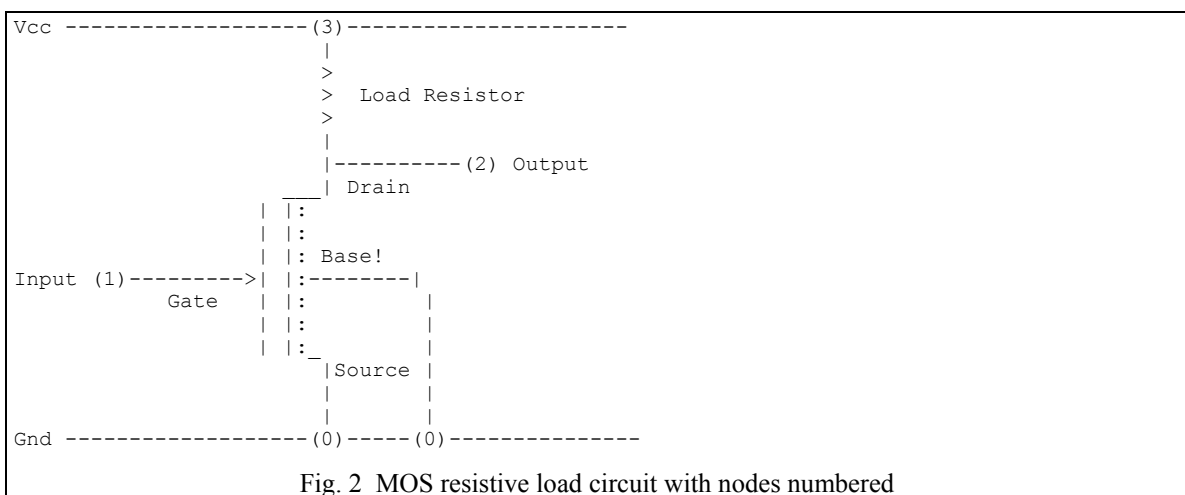 Vcc -------------------(3)----------------------
|
>
> Load Resistor
>
|
|----------(2) Output
___| Drain
| |:
| |:
| |: Base!
Input (1)--------->| |:--------|
Gate | |: |
| |: |
| |:_ |
|Source |
| |
| |
Gnd -------------------(0)-----(0)---------------
Fig. 2 MOS resistive load circuit with nodes numbered